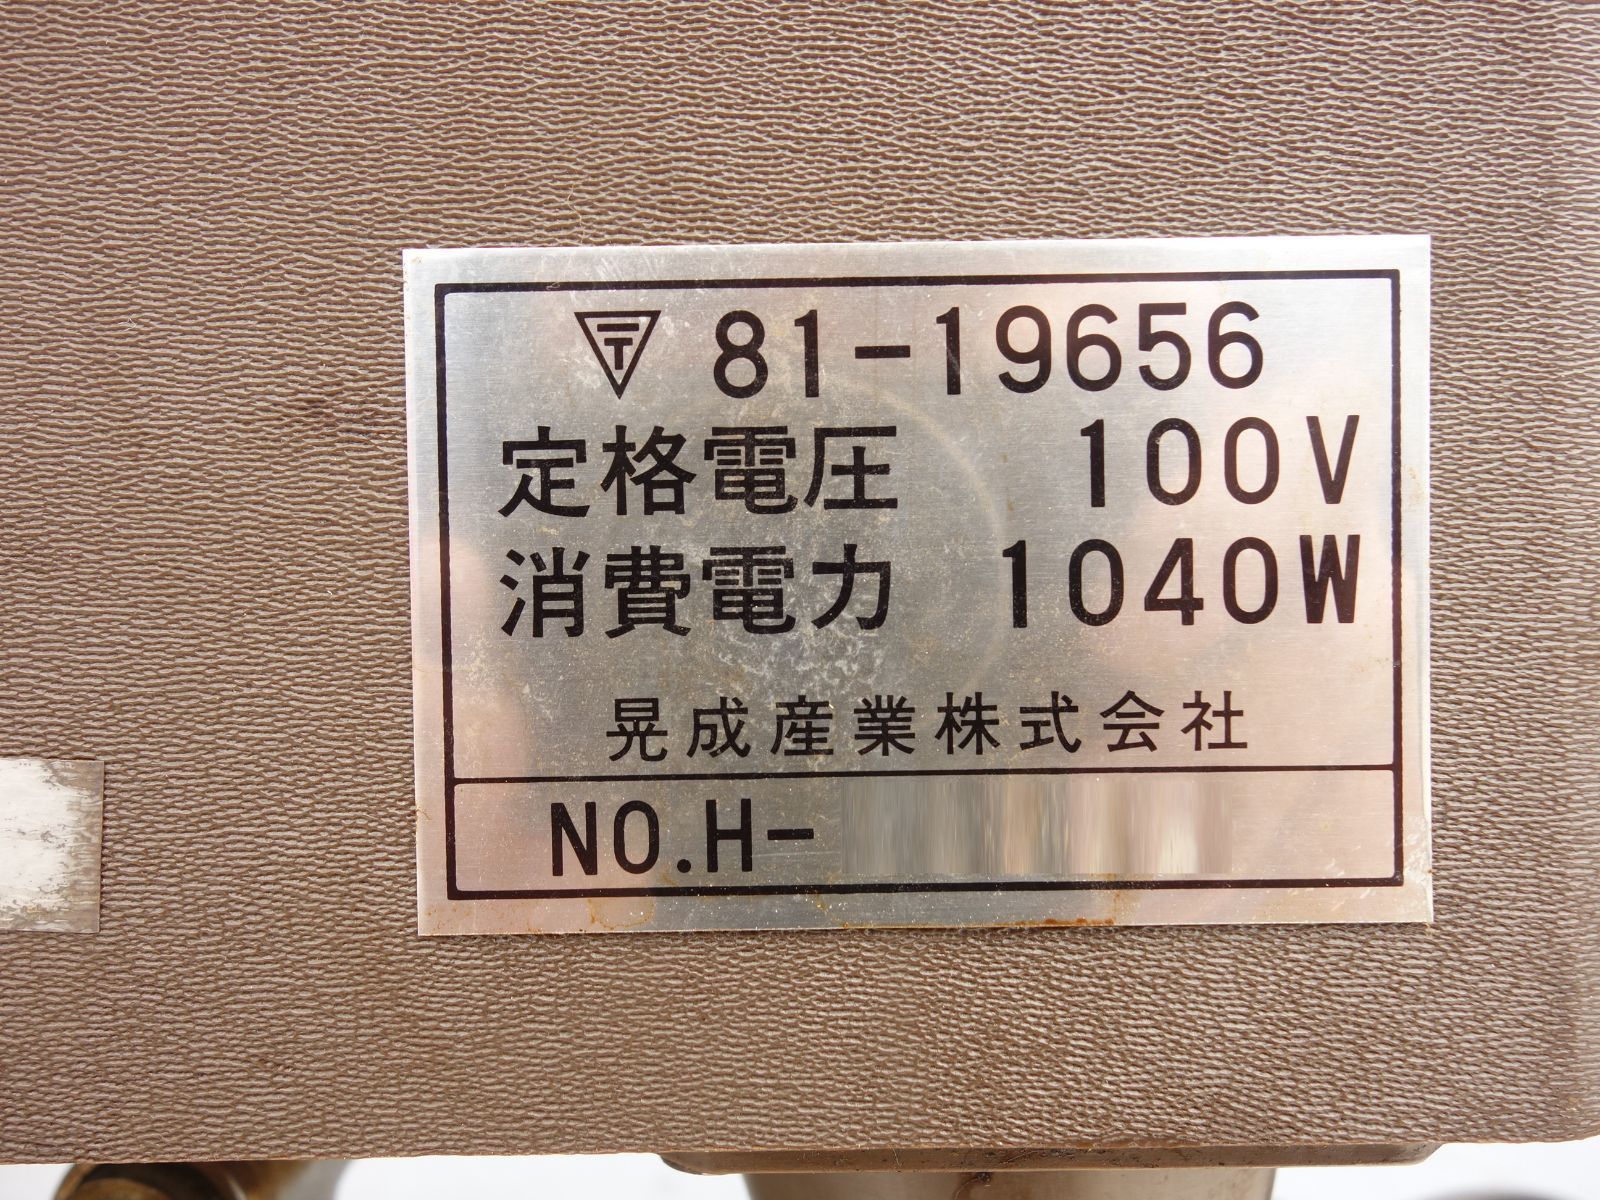 〒 81-19656
定格電圧 100V
消費電力 1040W
晃成産業株式会社
NO.H-